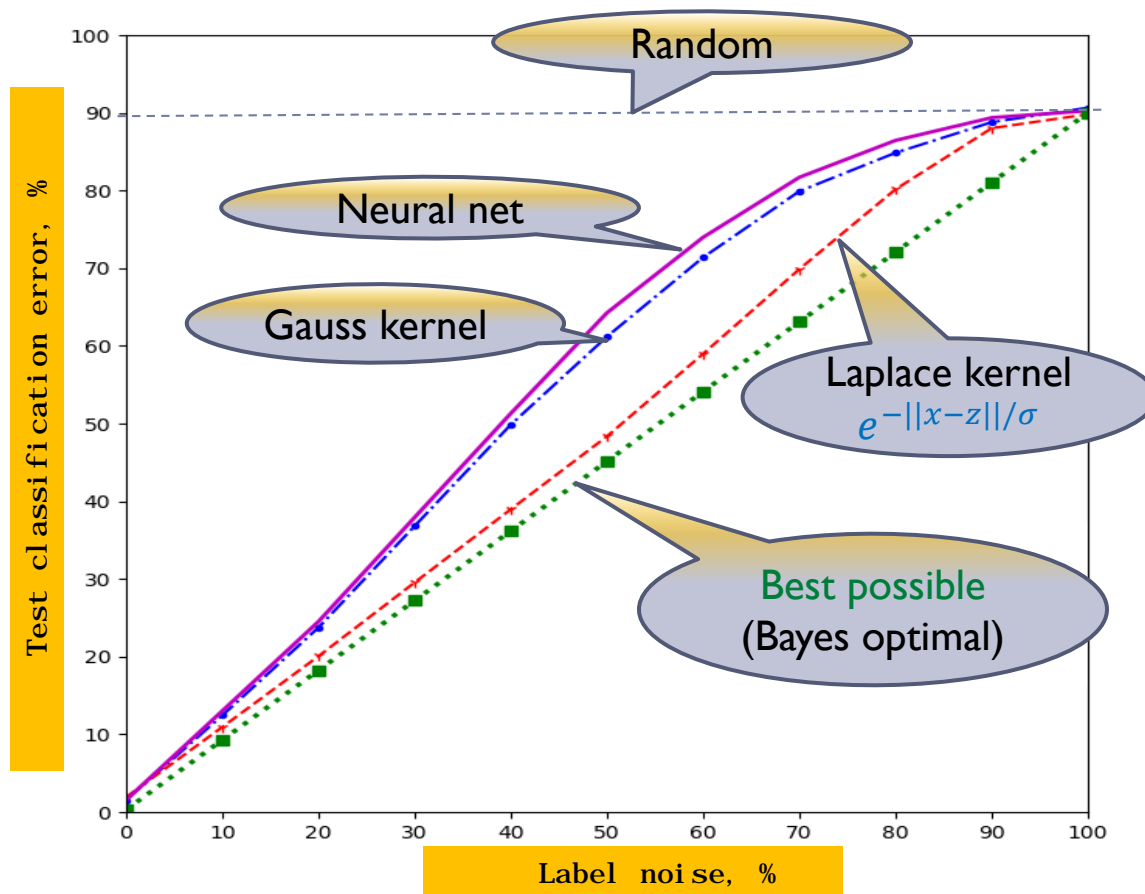 100
90
80
70
60
50
40
30
20
10
0
Test classification error, %
Random
Neural net
Gauss kernel
Laplace kernel
e^{-||x-z||/σ}
Best possible
(Bayes optimal)
0 10 20 30 40 50 60 70 80 90 100
Label noise, %